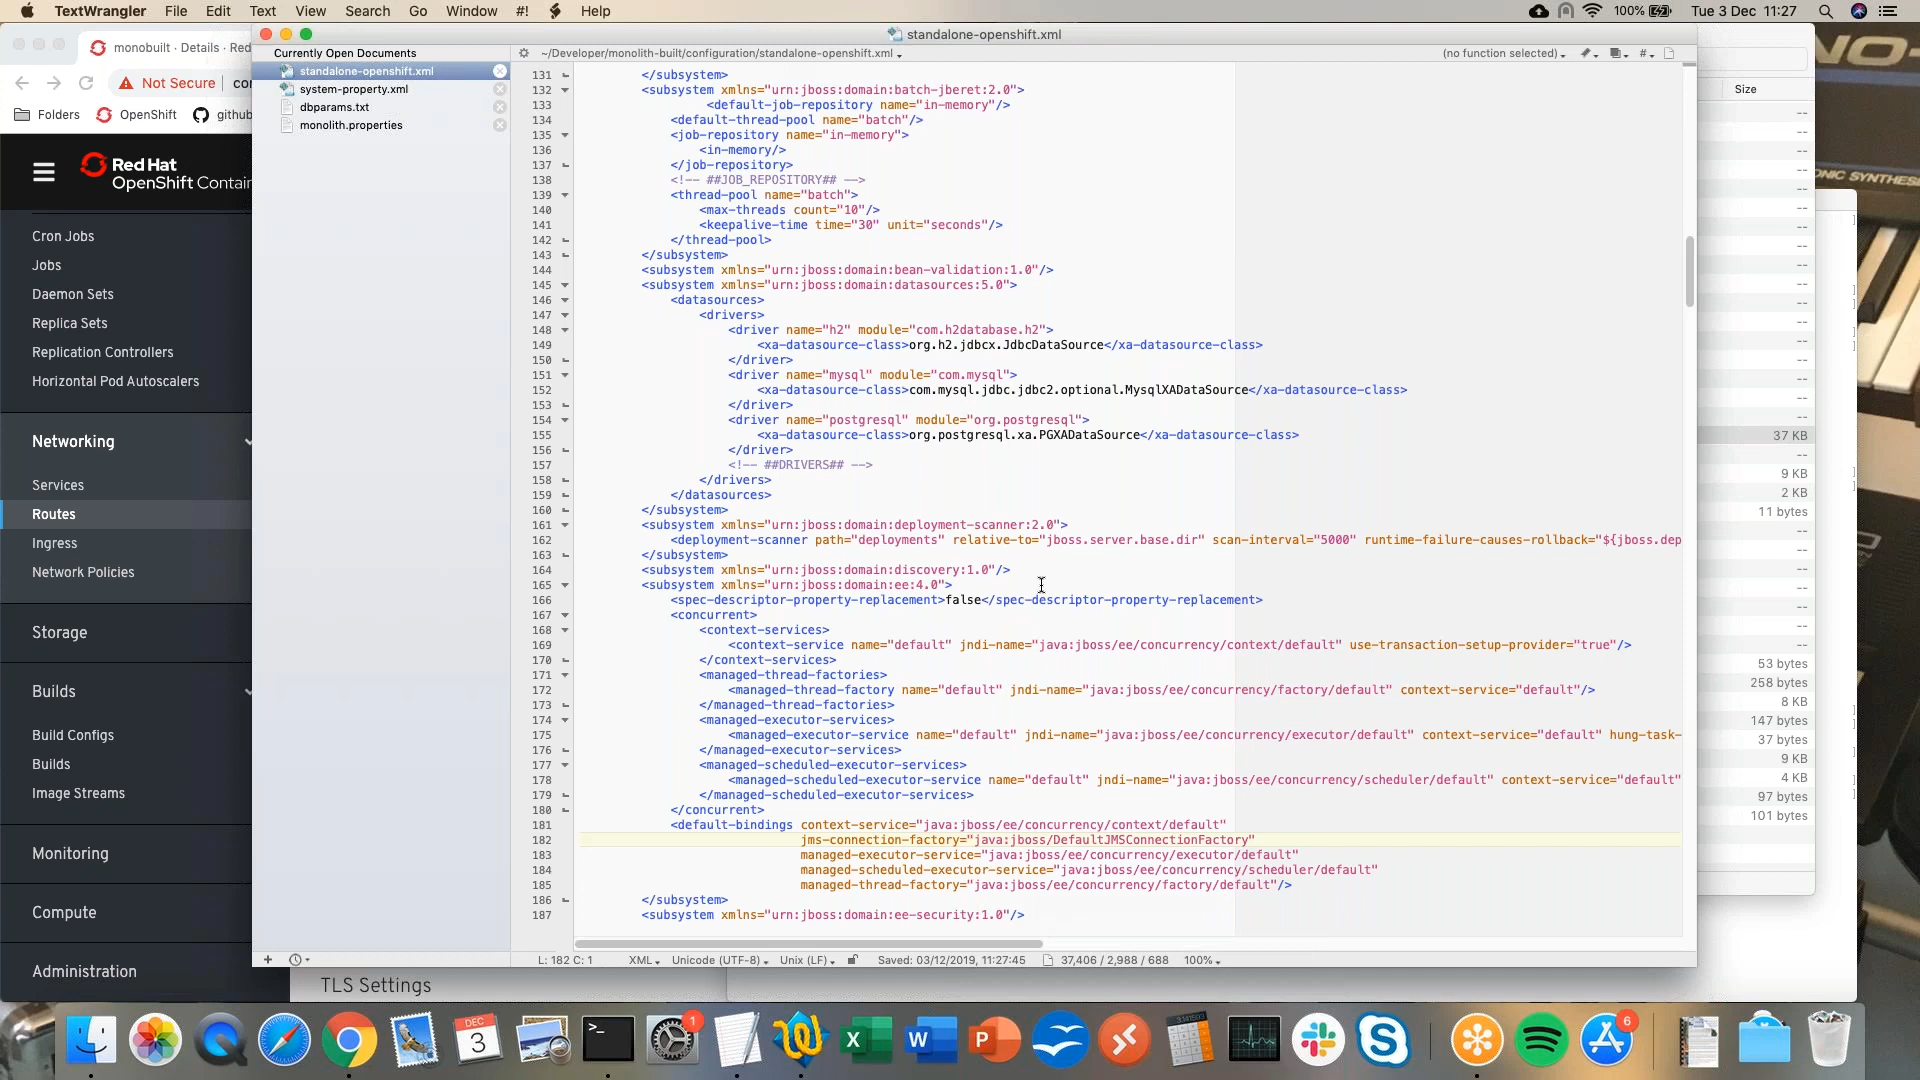 TextWrangler File Edit Text View Search Go Window #! Help 100% Tue 3 Dec 11:27
standalone-openshift.xml
monobuilt · Details · Red
Not Secure
Folders OpenShift github
Red Hat
OpenShift Contain
Cron Jobs
Jobs
Daemon Sets
Replica Sets
Replication Controllers
Horizontal Pod Autoscalers
Networking
Services
Routes
Ingress
Network Policies
Storage
Builds
Build Configs
Builds
Image Streams
Monitoring
Compute
Administration
TLS Settings
Currently Open Documents
standalone-openshift.xml
system-property.xml
dbparams.txt
monolith.properties
~/Developer/monolith-built/configuration/standalone-openshift.xml (no function selected) #
131 </subsystem>
132 <subsystem xmlns="urn:jboss:domain:batch-jberet:2.0">
133 <default-job-repository name="in-memory"/>
134 <default-thread-pool name="batch"/>
135 <job-repository name="in-memory">
136 <in-memory/>
137 </job-repository>
138 <!-- ##JOB_REPOSITORY## -->
139 <thread-pool name="batch">
140 <max-threads count="10"/>
141 <keepalive-time time="30" unit="seconds"/>
142 </thread-pool>
143 </subsystem>
144 <subsystem xmlns="urn:jboss:domain:bean-validation:1.0"/>
145 <subsystem xmlns="urn:jboss:domain:datasources:5.0">
146 <datasources>
147 <drivers>
148 <driver name="h2" module="com.h2database.h2">
149 <xa-datasource-class>org.h2.jdbcx.JdbcDataSource</xa-datasource-class>
150 </driver>
151 <driver name="mysql" module="com.mysql">
152 <xa-datasource-class>com.mysql.jdbc.jdbc2.optional.MysqlXADataSource</xa-datasource-class>
153 </driver>
154 <driver name="postgresql" module="org.postgresql">
155 <xa-datasource-class>org.postgresql.xa.PGXADataSource</xa-datasource-class>
156 </driver>
157 <!-- ##DRIVERS## -->
158 </drivers>
159 </datasources>
160 </subsystem>
161 <subsystem xmlns="urn:jboss:domain:deployment-scanner:2.0">
162 <deployment-scanner path="deployments" relative-to="jboss.server.base.dir" scan-interval="5000" runtime-failure-causes-rollback="${jboss.dep
163 </subsystem>
164 <subsystem xmlns="urn:jboss:domain:discovery:1.0"/>
165 <subsystem xmlns="urn:jboss:domain:ee:4.0">
166 <spec-descriptor-property-replacement>false</spec-descriptor-property-replacement>
167 <concurrent>
168 <context-services>
169 <context-service name="default" jndi-name="java:jboss/ee/concurrency/context/default" use-transaction-setup-provider="true"/>
170 </context-services>
171 <managed-thread-factories>
172 <managed-thread-factory name="default" jndi-name="java:jboss/ee/concurrency/factory/default" context-service="default"/>
173 </managed-thread-factories>
174 <managed-executor-services>
175 <managed-executor-service name="default" jndi-name="java:jboss/ee/concurrency/executor/default" context-service="default" hung-task-
176 </managed-executor-services>
177 <managed-scheduled-executor-services>
178 <managed-scheduled-executor-service name="default" jndi-name="java:jboss/ee/concurrency/scheduler/default" context-service="default"
179 </managed-scheduled-executor-services>
180 </concurrent>
181 <default-bindings context-service="java:jboss/ee/concurrency/context/default"
182 jms-connection-factory="java:jboss/DefaultJMSConnectionFactory"
183 managed-executor-service="java:jboss/ee/concurrency/executor/default"
184 managed-scheduled-executor-service="java:jboss/ee/concurrency/scheduler/default"
185 managed-thread-factory="java:jboss/ee/concurrency/factory/default"/>
186 </subsystem>
187 <subsystem xmlns="urn:jboss:domain:ee-security:1.0"/>
L: 182 C: 1 XML Unicode (UTF-8) Unix (LF) Saved: 03/12/2019, 11:27:45 37,406 / 2,988 / 688 100%
Size
37 KB
9 KB
2 KB
11 bytes
53 bytes
258 bytes
8 KB
147 bytes
37 bytes
9 KB
4 KB
97 bytes
101 bytes
ONIC SYNTHES
DEC
3
1
6